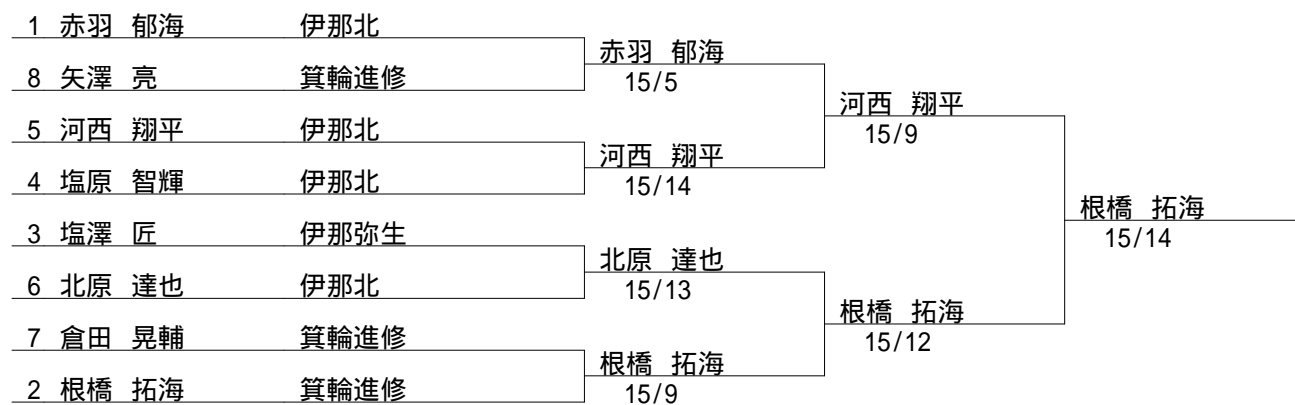 1 赤羽 郁海 伊那北
赤羽 郁海
8 矢澤 亮 箕輪進修
15/5
河西 翔平
5 河西 翔平 伊那北
15/9
河西 翔平
4 塩原 智輝 伊那北
15/14
根橋 拓海
3 塩澤 匠 伊那弥生
15/14
北原 達也
6 北原 達也 伊那北
15/13
根橋 拓海
7 倉田 晃輔 箕輪進修
15/12
根橋 拓海
2 根橋 拓海 箕輪進修
15/9